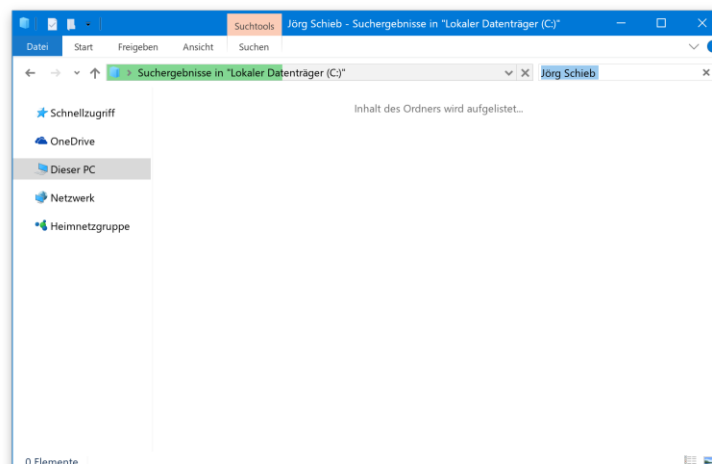 Suchtools
Jörg Schieb - Suchergebnisse in "Lokaler Datenträger (C:)"
Datei Start Freigeben Ansicht Suchen
Suchergebnisse in "Lokaler Datenträger (C:)"
Jörg Schieb
Schnellzugriff
OneDrive
Dieser PC
Netzwerk
Heimnetzgruppe
Inhalt des Ordners wird aufgelistet...
0 Elemente